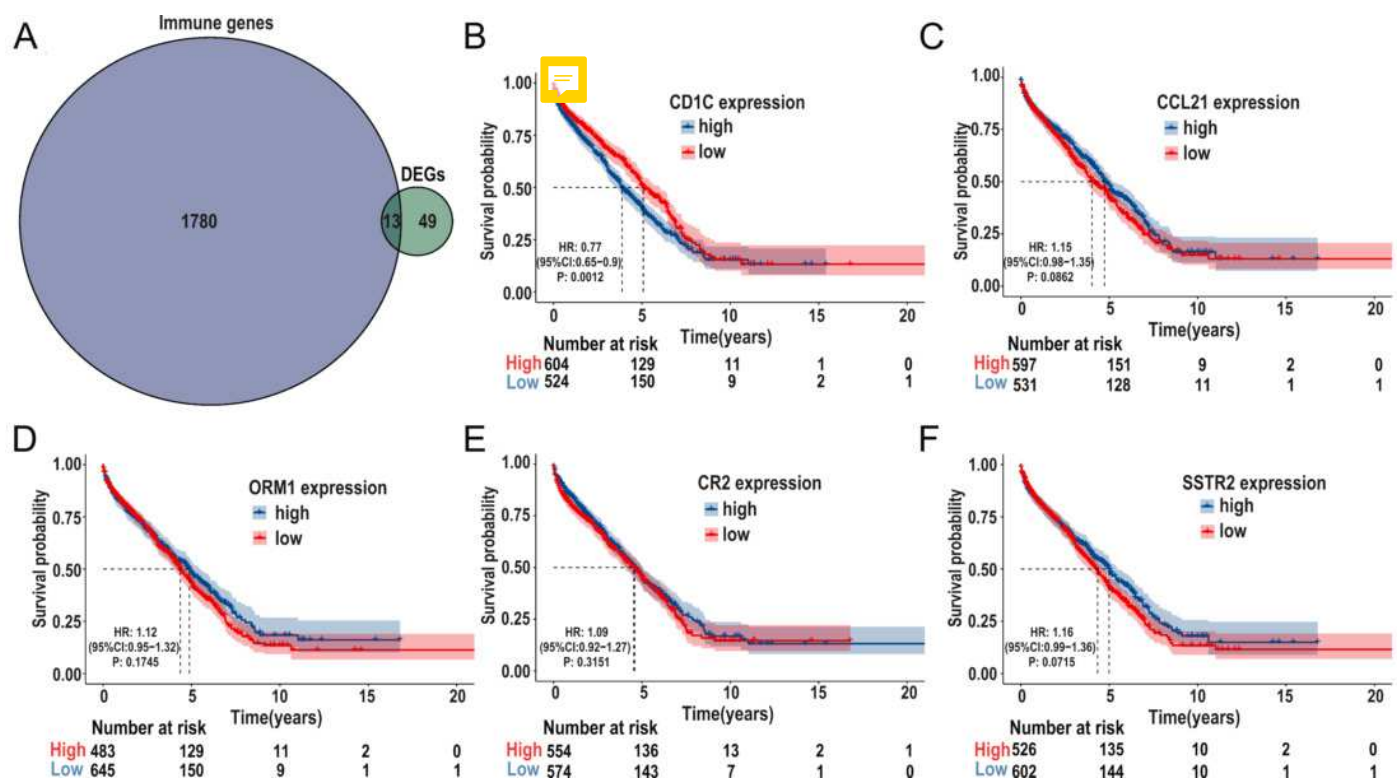 A
Immune genes
DEGs
1780
13
49
B
CD1C expression
high
low
Survival probability
1.00
0.75
0.50
0.25
0.00
HR: 0.77
(95%CI:0.65−0.9)
P: 0.0012
0 5 10 15 20
Time(years)
Number at risk
High 604 129 11 1 0
Low 524 150 9 2 1
C
CCL21 expression
high
low
Survival probability
1.00
0.75
0.50
0.25
0.00
HR: 1.15
(95%CI:0.98−1.35)
P: 0.0862
0 5 10 15 20
Time(years)
Number at risk
High 597 151 9 2 0
Low 531 128 11 1 1
D
ORM1 expression
high
low
Survival probability
1.00
0.75
0.50
0.25
0.00
HR: 1.12
(95%CI:0.95−1.32)
P: 0.1745
0 5 10 15 20
Time(years)
Number at risk
High 483 129 11 2 0
Low 645 150 9 1 1
E
CR2 expression
high
low
Survival probability
1.00
0.75
0.50
0.25
0.00
HR: 1.09
(95%CI:0.92−1.27)
P: 0.3151
0 5 10 15 20
Time(years)
Number at risk
High 554 136 13 2 1
Low 574 143 7 1 0
F
SSTR2 expression
high
low
Survival probability
1.00
0.75
0.50
0.25
0.00
HR: 1.16
(95%CI:0.99−1.36)
P: 0.0715
0 5 10 15 20
Time(years)
Number at risk
High 526 135 10 2 0
Low 602 144 10 1 1